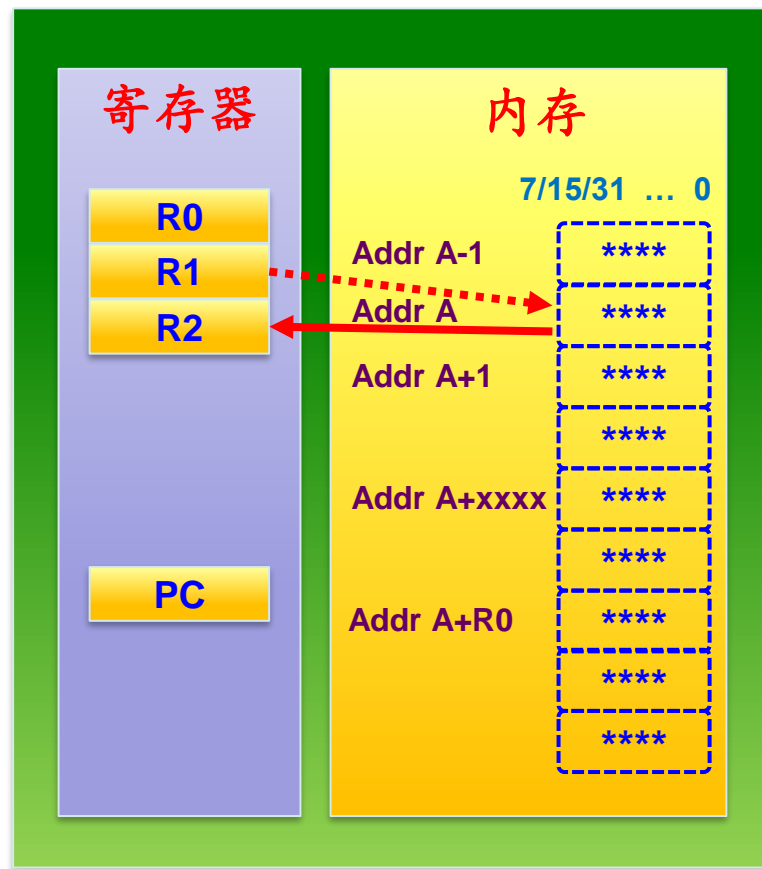 寄存器
R0
R1
R2
PC
内存
7/15/31 … 0
Addr A-1 ****
Addr A ****
Addr A+1 ****
****
Addr A+xxxx ****
****
Addr A+R0 ****
****
****